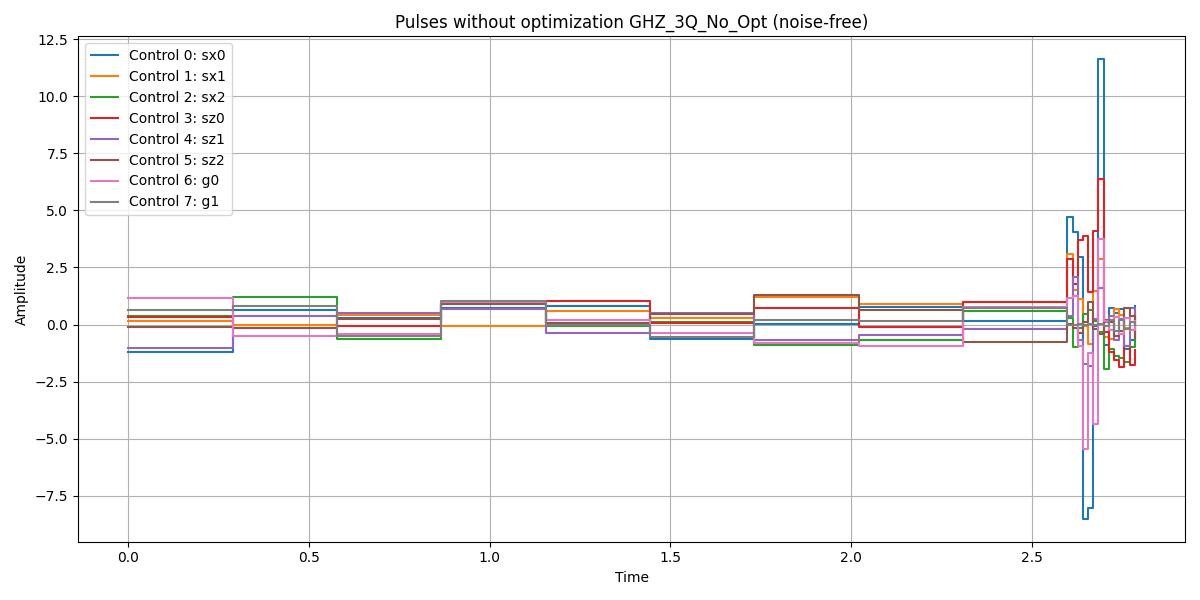 Pulses without optimization GHZ_3Q_No_Opt (noise-free)
12.5
10.0
7.5
5.0
2.5
0.0
−2.5
−5.0
−7.5
Amplitude
Control 0: sx0
Control 1: sx1
Control 2: sx2
Control 3: sz0
Control 4: sz1
Control 5: sz2
Control 6: g0
Control 7: g1
0.0
0.5
1.0
1.5
2.0
2.5
Time